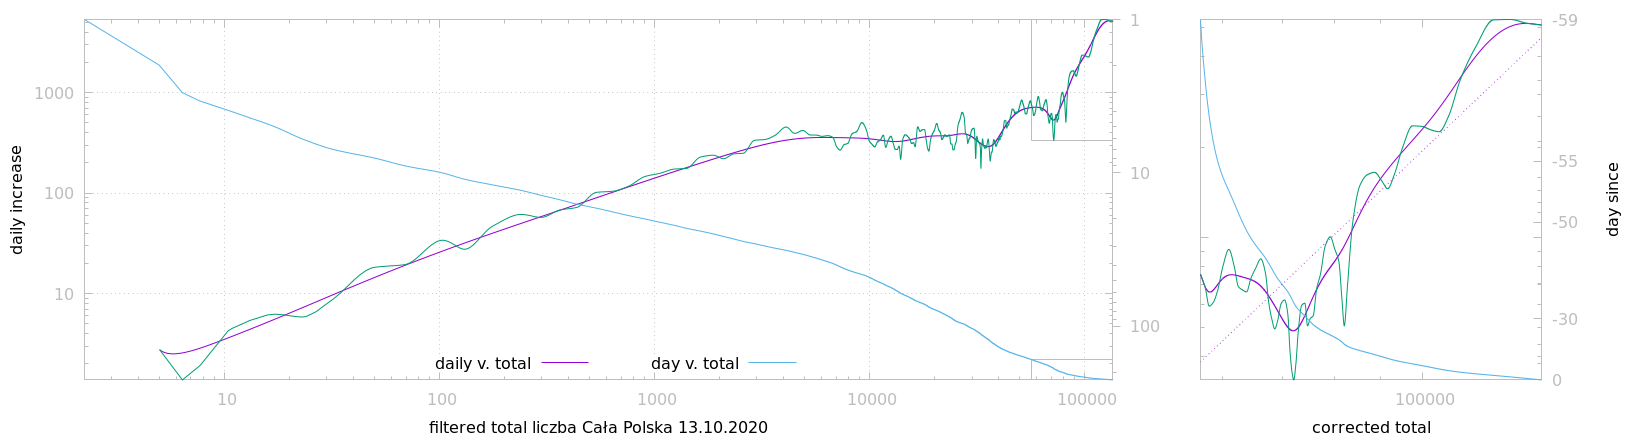 daily increase
1000
100
10
daily v. total
day v. total
1
10
100
10
100
1000
10000
100000
filtered total liczba Cała Polska 13.10.2020
-59
-55
-50
-30
0
day since
100000
corrected total